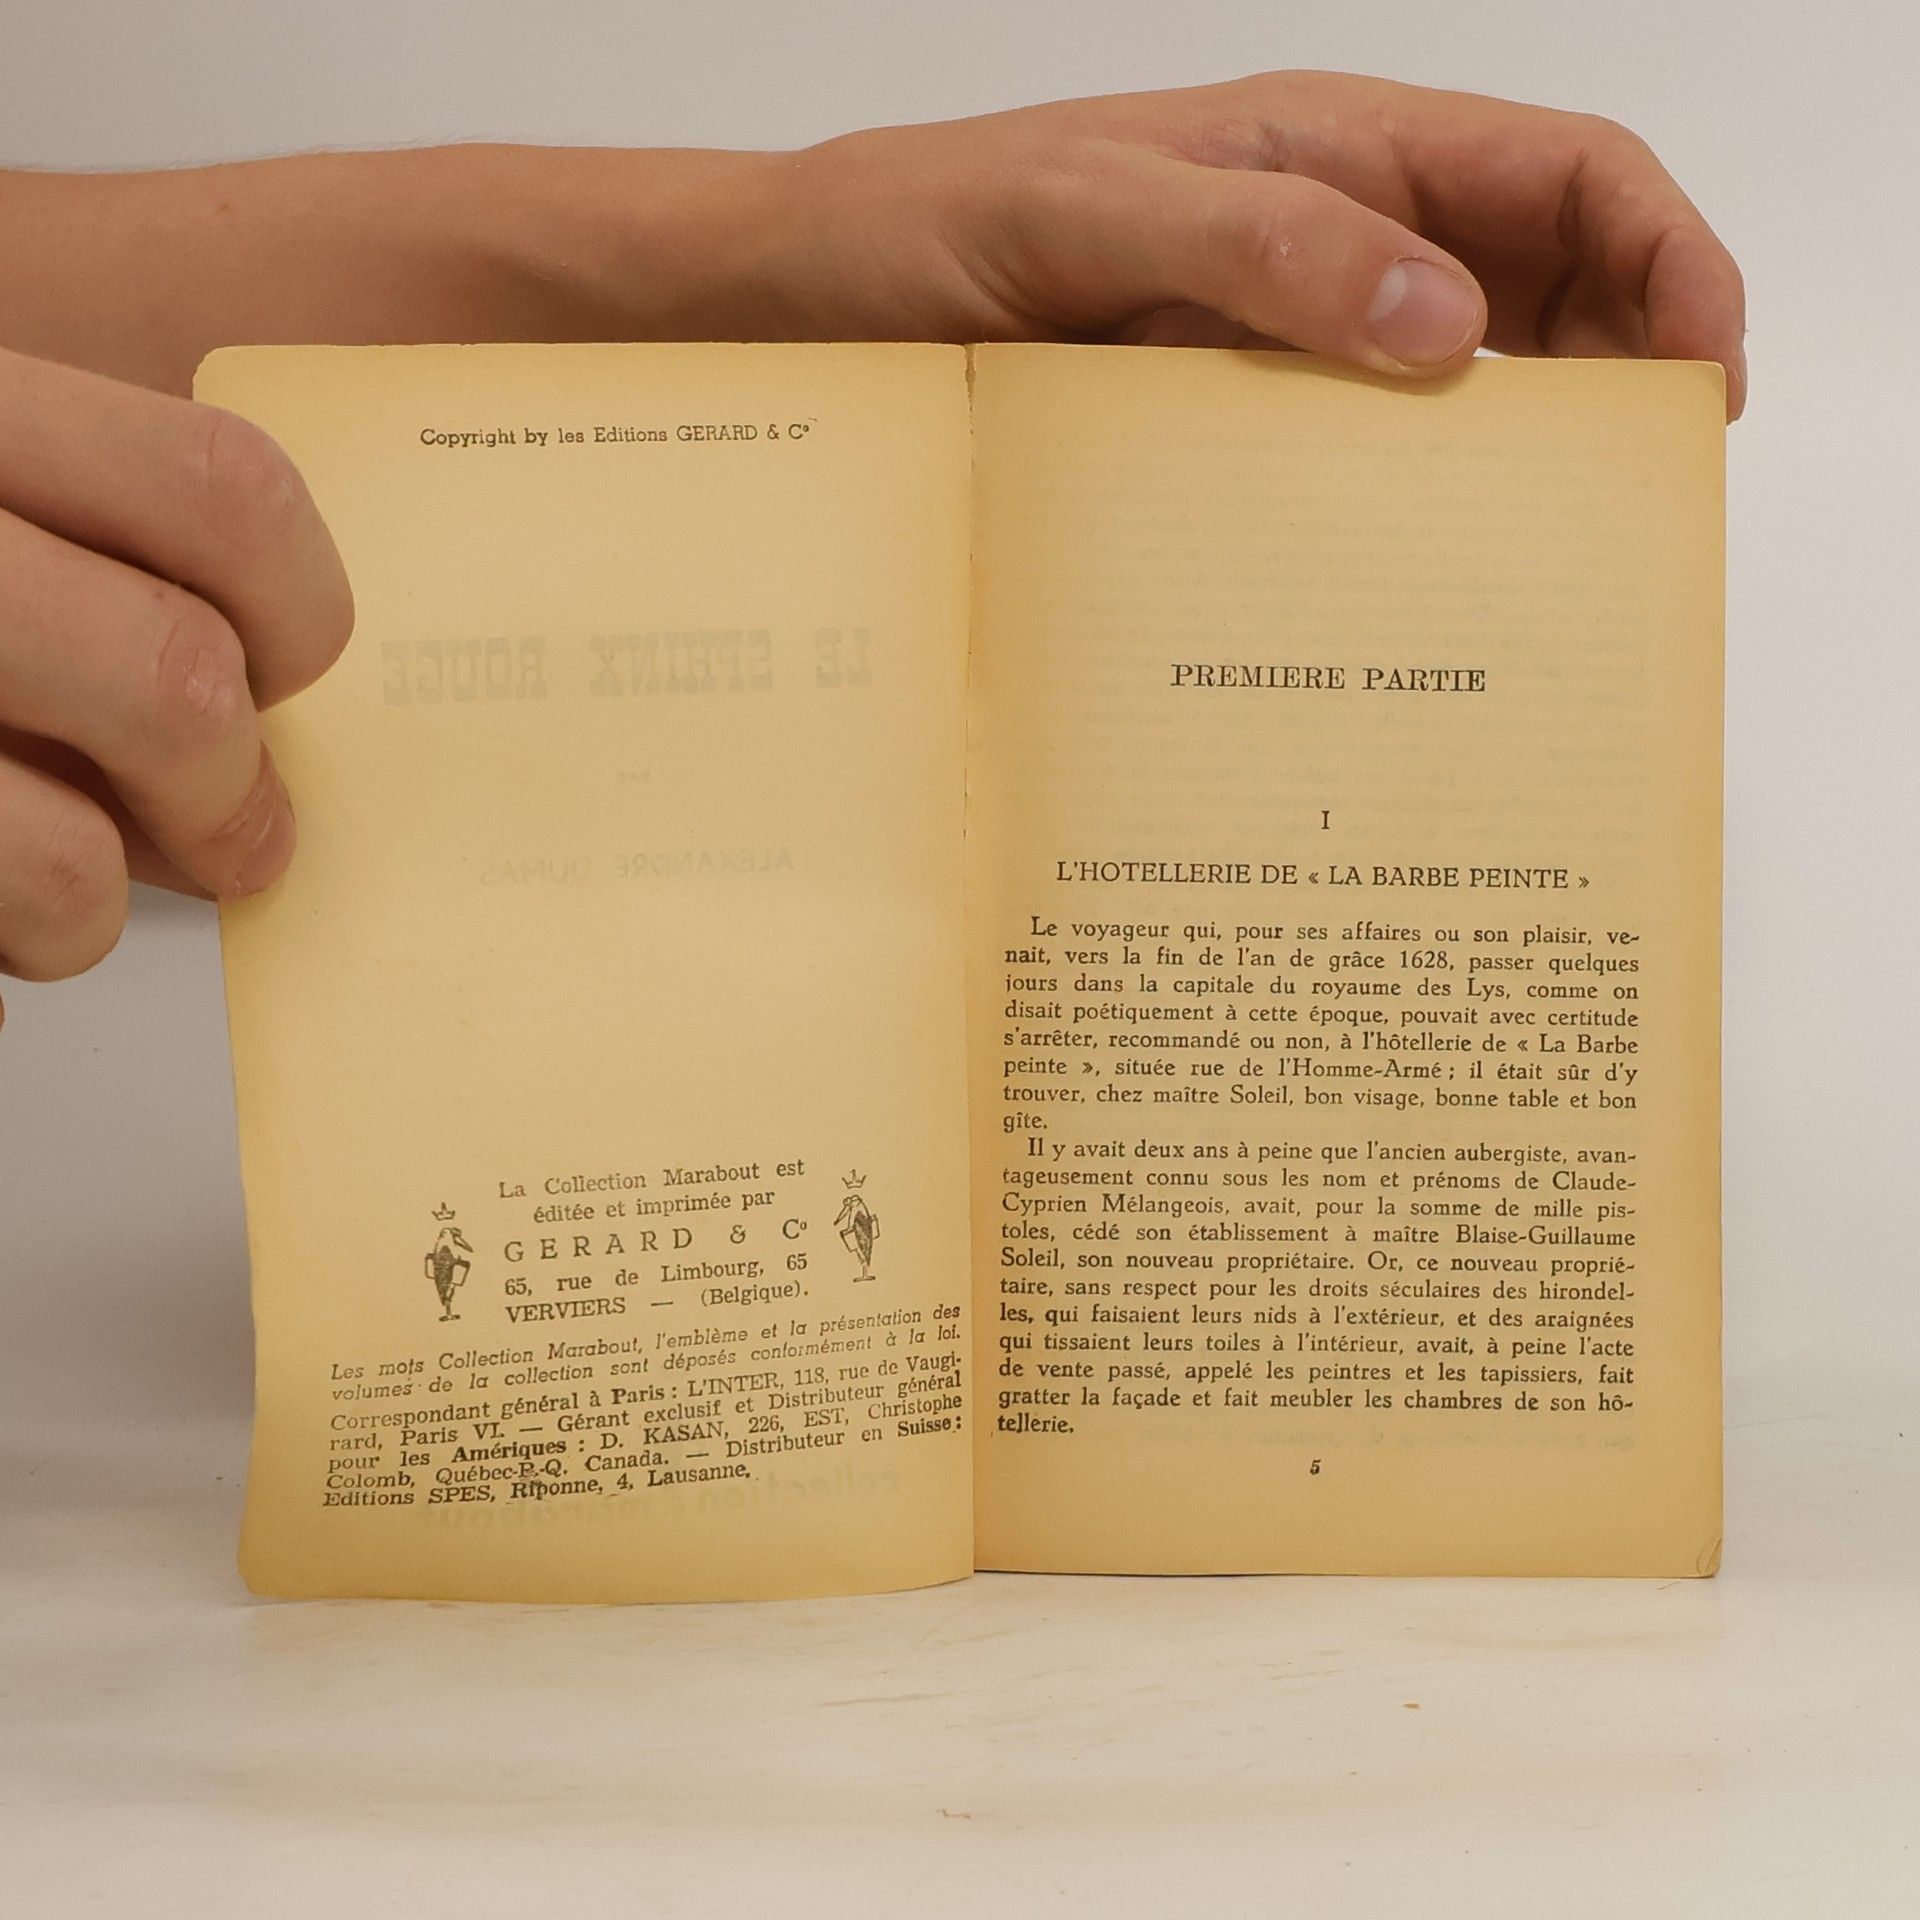 Copyright by les Editions GERARD & Cº
LE SPHINX ROUGE
PAR
ALEXANDRE DUMAS
La Collection Marabout est
éditée et imprimée par
GERARD & Cº
65, rue de Limbourg, 65
VERVIERS — (Belgique).
Les mots Collection Marabout, l'emblème et la présentation des
volumes de la collection sont déposés conformément à la loi.
Correspondant général à Paris : L'INTER, 118, rue de Vaugi-
rard, Paris VI. — Gérant exclusif et Distributeur général
pour les Amériques : D. KASAN, 226, EST, Christophe
Colomb, Québec-P.-Q. Canada. — Distributeur en Suisse :
Editions SPES, Riponne, 4, Lausanne.
PREMIERE PARTIE
I
L'HOTELLERIE DE « LA BARBE PEINTE »
Le voyageur qui, pour ses affaires ou son plaisir, ve-
nait, vers la fin de l'an de grâce 1628, passer quelques
jours dans la capitale du royaume des Lys, comme on
disait poétiquement à cette époque, pouvait avec certitude
s'arrêter, recommandé ou non, à l'hôtellerie de « La Barbe
peinte », située rue de l'Homme-Armé ; il était sûr d'y
trouver, chez maître Soleil, bon visage, bonne table et bon
gîte.
Il y avait deux ans à peine que l'ancien aubergiste, avan-
tageusement connu sous les nom et prénoms de Claude-
Cyprien Mélangeois, avait, pour la somme de mille pis-
toles, cédé son établissement à maître Blaise-Guillaume
Soleil, son nouveau propriétaire. Or, ce nouveau proprié-
taire, sans respect pour les droits séculaires des hirondel-
les, qui faisaient leurs nids à l'extérieur, et des araignées
qui tissaient leurs toiles à l'intérieur, avait, à peine l'acte
de vente passé, appelé les peintres et les tapissiers, fait
gratter la façade et fait meubler les chambres de son hô-
tellerie.
5